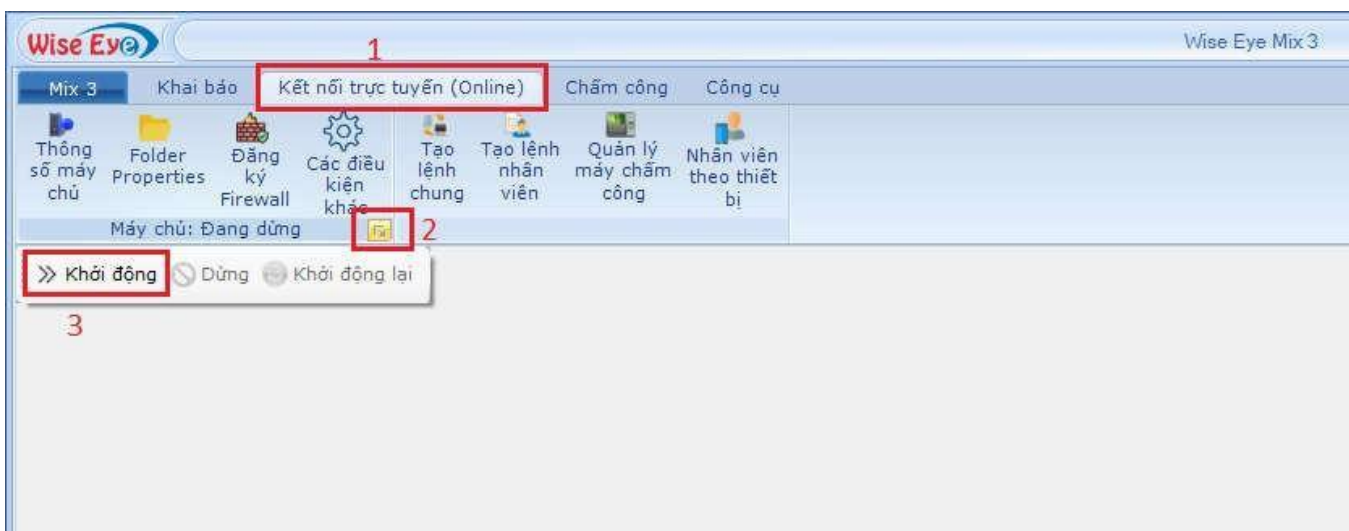 Wise Eye
Wise Eye Mix 3
1
Mix 3
Khai báo
Kết nối trực tuyến (Online)
Chấm công
Công cụ
Thông
số máy
chủ
Folder
Properties
Đăng
ký
Firewall
Các điều
kiện
khác
Tạo
lệnh
chung
Tạo lệnh
nhân
viên
Quản lý
máy chấm
công
Nhân viên
theo thiết
bị
Máy chủ: Đang dừng
2
Khởi động
Dừng
Khởi động lại
3